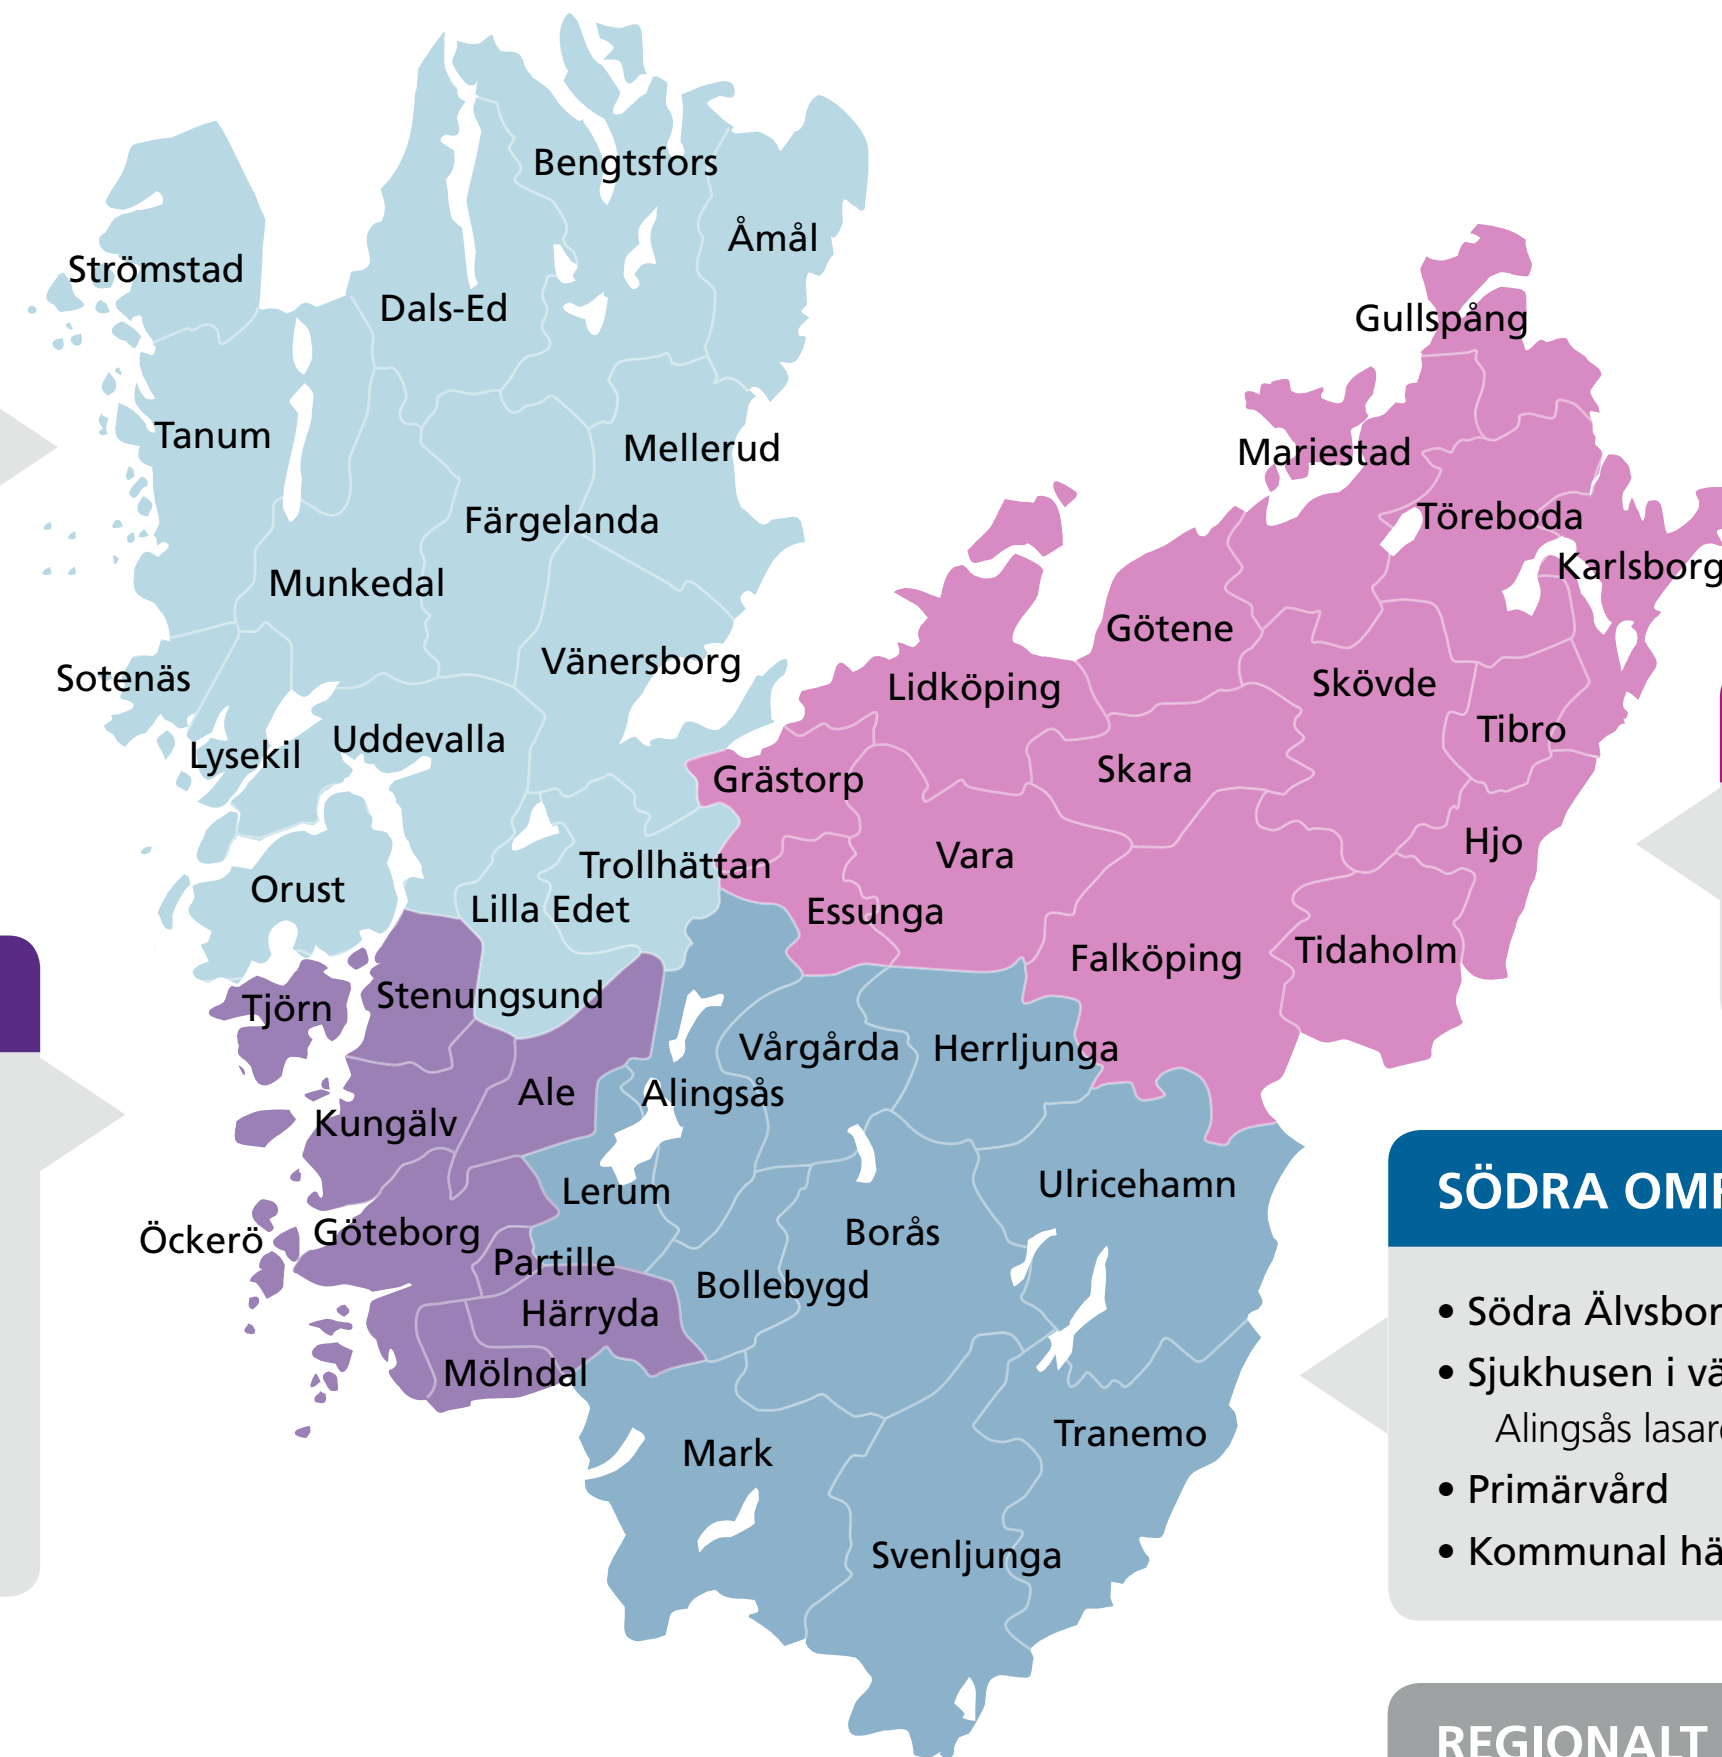 Bengtsfors
Åmål
Strömstad
Dals-Ed
Gullspång
Tanum
Mellerud
Mariestad
Färgelanda
Töreboda
Karlsborg
Munkedal
Götene
Vänersborg
Sotenäs
Lidköping
Skövde
Tibro
Uddevalla
Lysekil
Grästorp
Skara
Hjo
Vara
Trollhättan
Orust
Lilla Edet
Essunga
Falköping
Tidaholm
Stenungsund
Tjörn
Vårgårda
Herrljunga
Ale
Alingsås
Kungälv
Lerum
Ulricehamn
Öckerö
Göteborg
Borås
Partille
Bollebygd
Härryda
Mölndal
Mark
Tranemo
Svenljunga
SÖDRA OM
• Södra Älvsbor
• Sjukhusen i vä
Alingsås lasar
• Primärvård
• Kommunal hä
REGIONALT